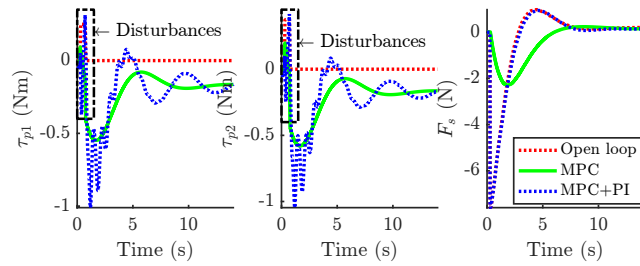 τp1 (Nm)
0
-0.5
-1
0
5
10
Time (s)
← Disturbances
τp2 (Nm)
0
-0.5
-1
0
5
10
Time (s)
← Disturbances
Fs (N)
0
-2
-4
-6
0
5
10
Time (s)
Open loop
MPC
MPC+PI